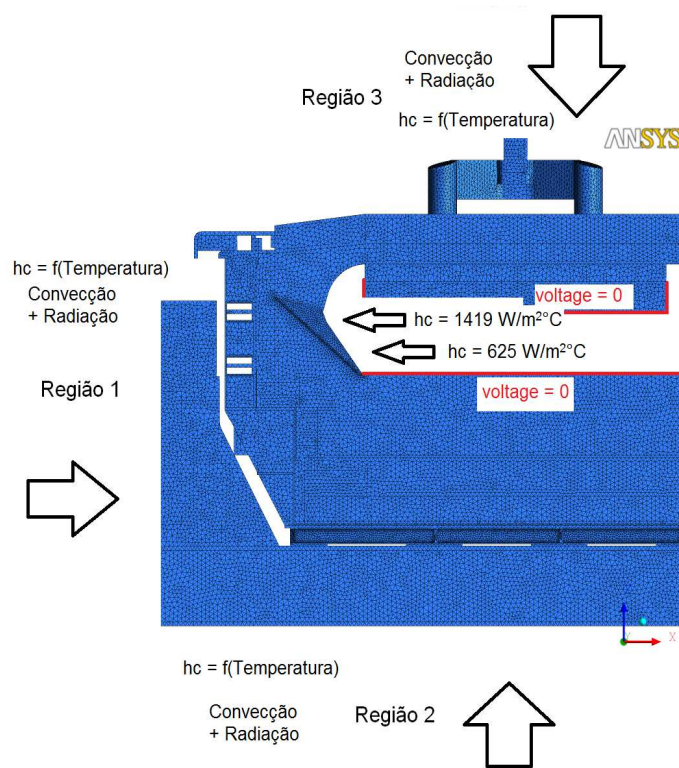 Convecção
+ Radiação
Região 3
hc = f(Temperatura)
ANSYS
hc = f(Temperatura)
Convecção
+ Radiação
voltage = 0
hc = 1419 W/m²°C
hc = 625 W/m²°C
Região 1
voltage = 0
X
hc = f(Temperatura)
Convecção
+ Radiação
Região 2